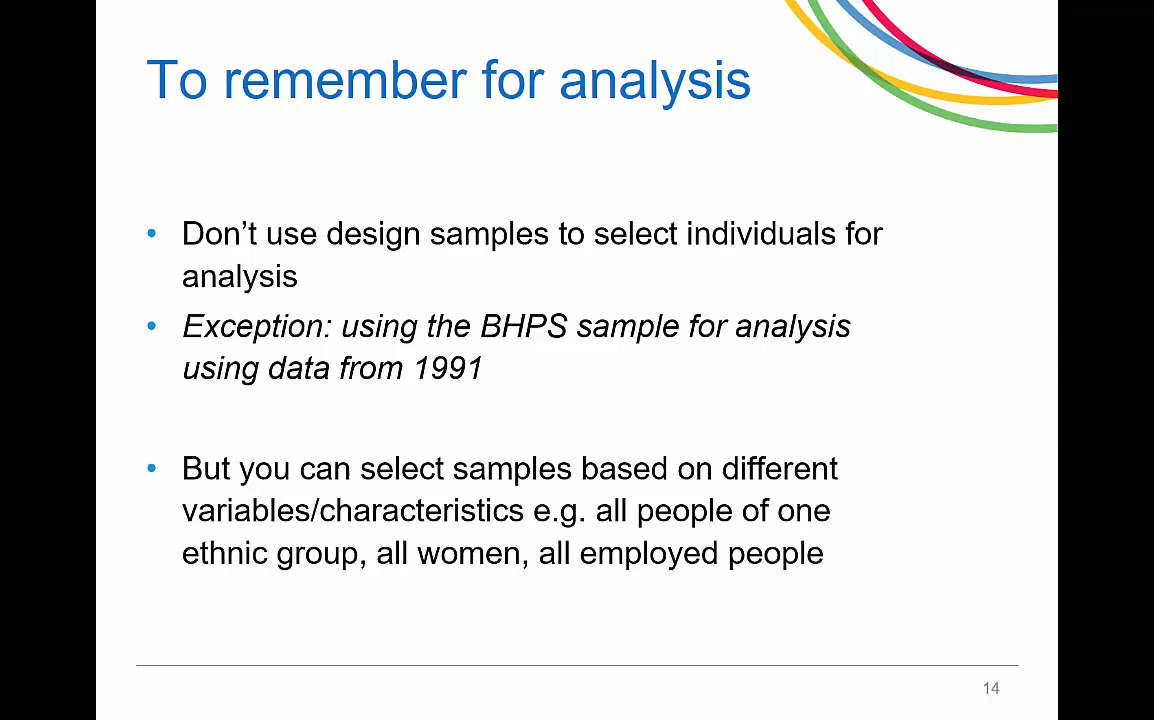 To remember for analysis
• Don’t use design samples to select individuals for
analysis
• Exception: using the BHPS sample for analysis
using data from 1991
• But you can select samples based on different
variables/characteristics e.g. all people of one
ethnic group, all women, all employed people
14